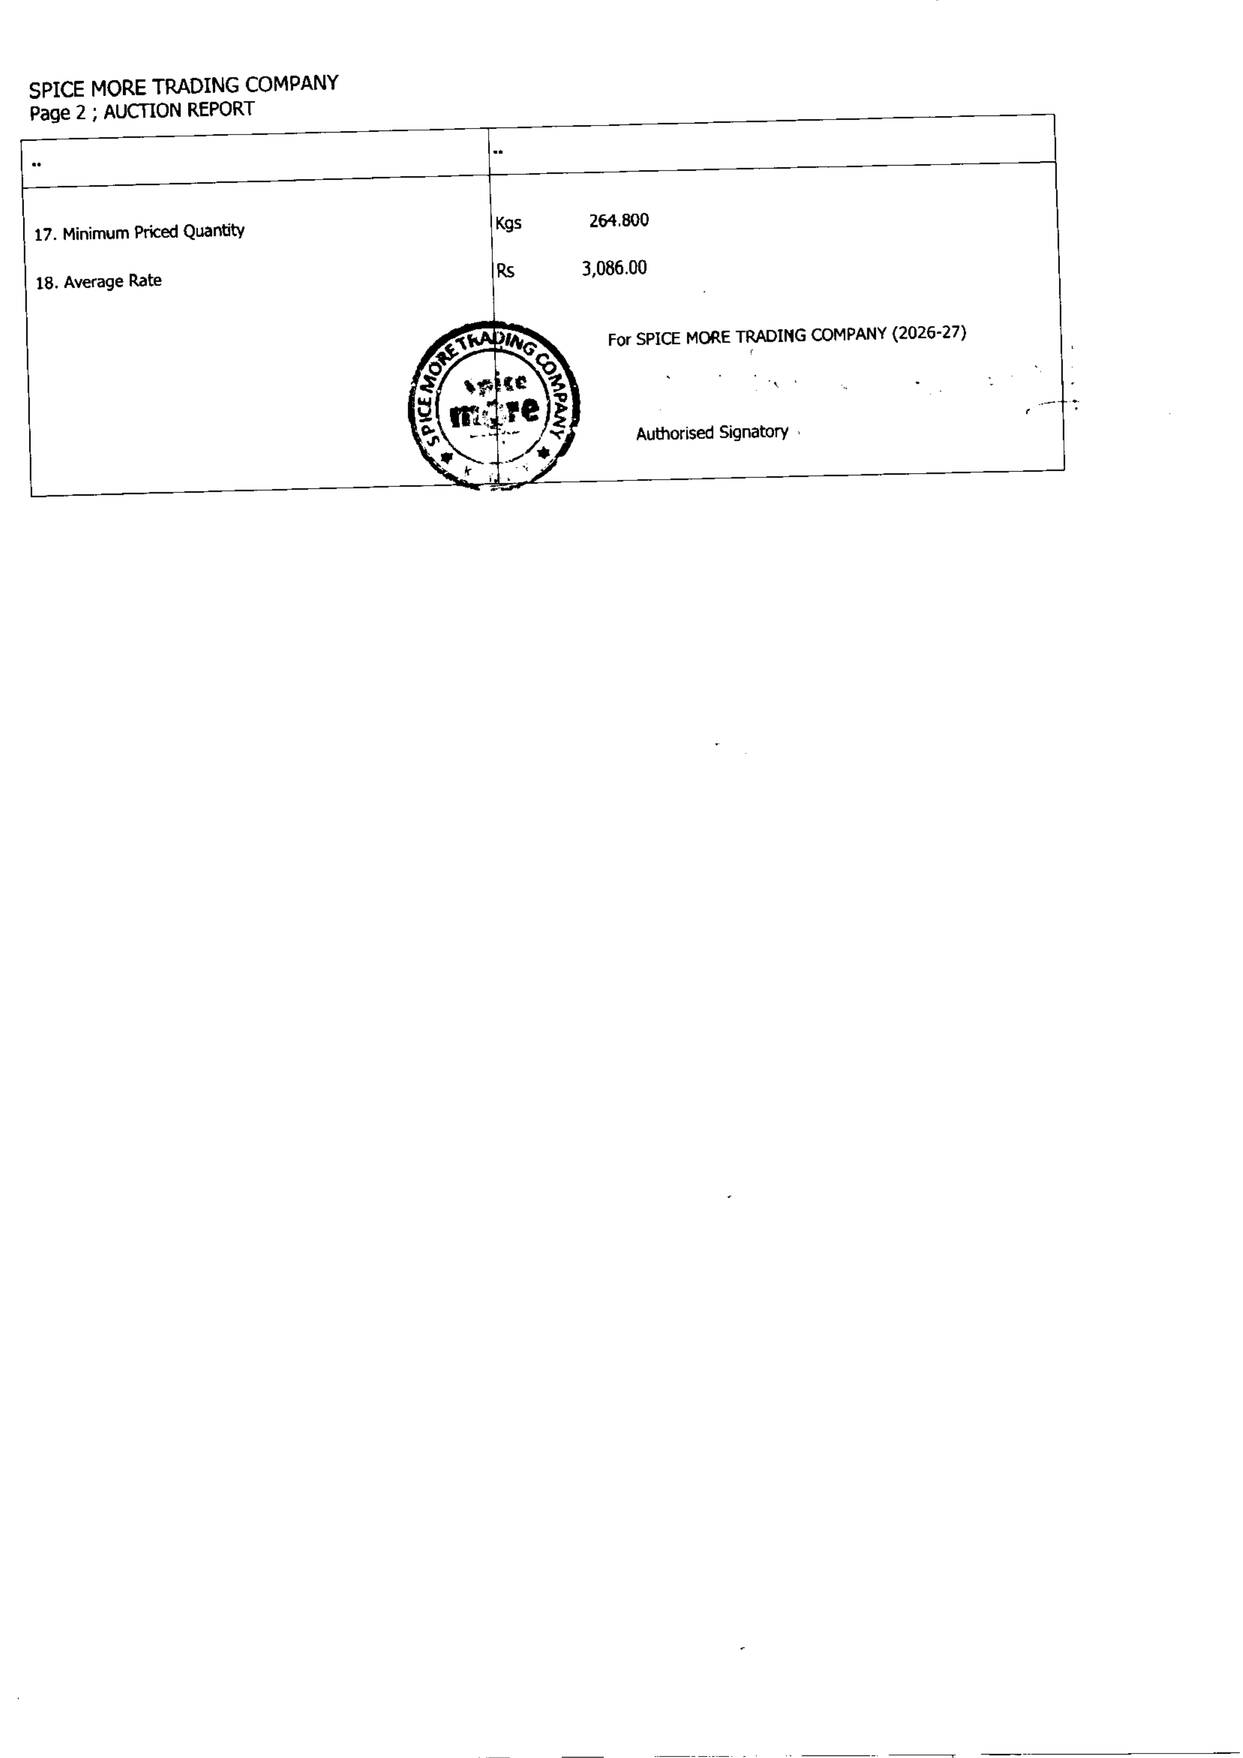 SPICE MORE TRADING COMPANY
Page 2 ; AUCTION REPORT
.. ..
17. Minimum Priced Quantity Kgs 264.800
18. Average Rate Rs 3,086.00
For SPICE MORE TRADING COMPANY (2026-27)
SPICE MORE TRADING COMPANY
Spice
more
Authorised Signatory